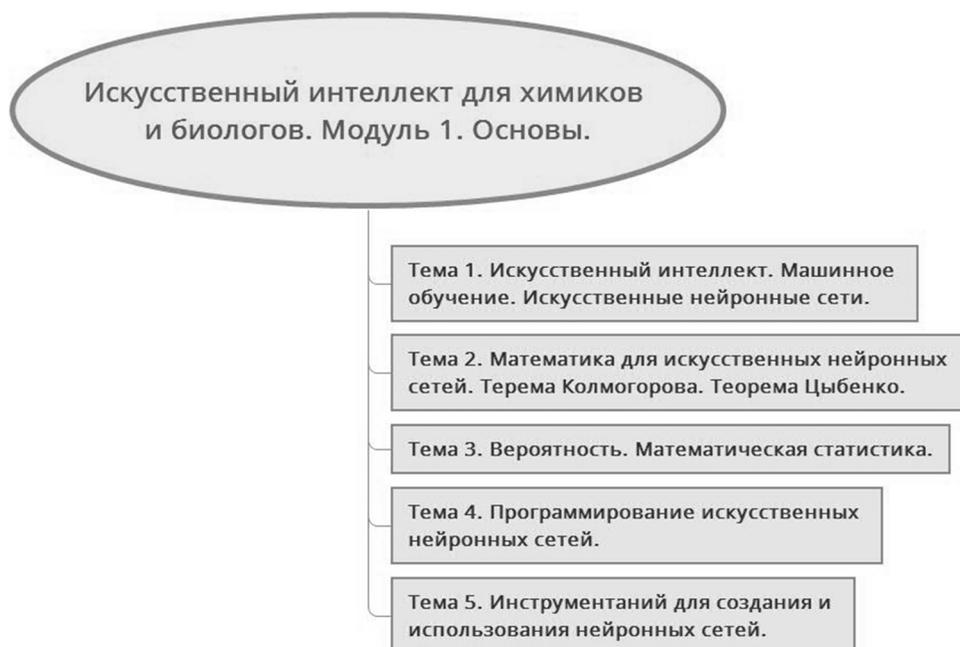 Искусственный интеллект для химиков
и биологов. Модуль 1. Основы.
Тема 1. Искусственный интеллект. Машинное
обучение. Искусственные нейронные сети.
Тема 2. Математика для искусственных нейронных
сетей. Терема Колмогорова. Теорема Цыбенко.
Тема 3. Вероятность. Математическая статистика.
Тема 4. Программирование искусственных
нейронных сетей.
Тема 5. Инструментаний для создания и
использования нейронных сетей.